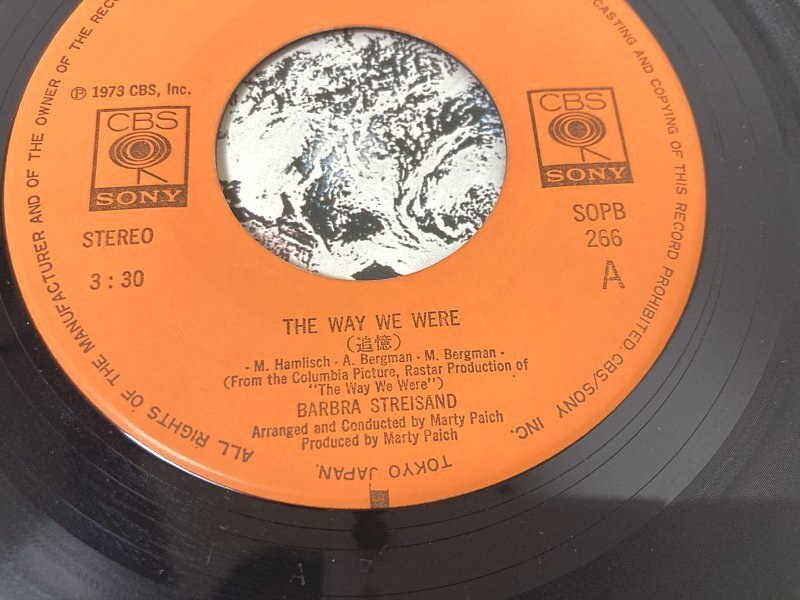 ℗ 1973 CBS, Inc.
CBS
SONY
CBS
SONY
STEREO
3 : 30
SOPB
266
A
THE WAY WE WERE
(追憶)
- M. Hamlisch - A. Bergman - M. Bergman -
(From the Columbia Picture, Rastar Production of
"The Way We Were")
BARBRA STREISAND
Arranged and Conducted by Marty Paich
Produced by Marty Paich
ALL RIGHTS OF THE MANUFACTURER AND OF THE OWNER OF THE
CASTING AND COPYING OF THIS RECORD PROHIBITED. CBS/SONY INC.
TOKYO JAPAN.
A 7